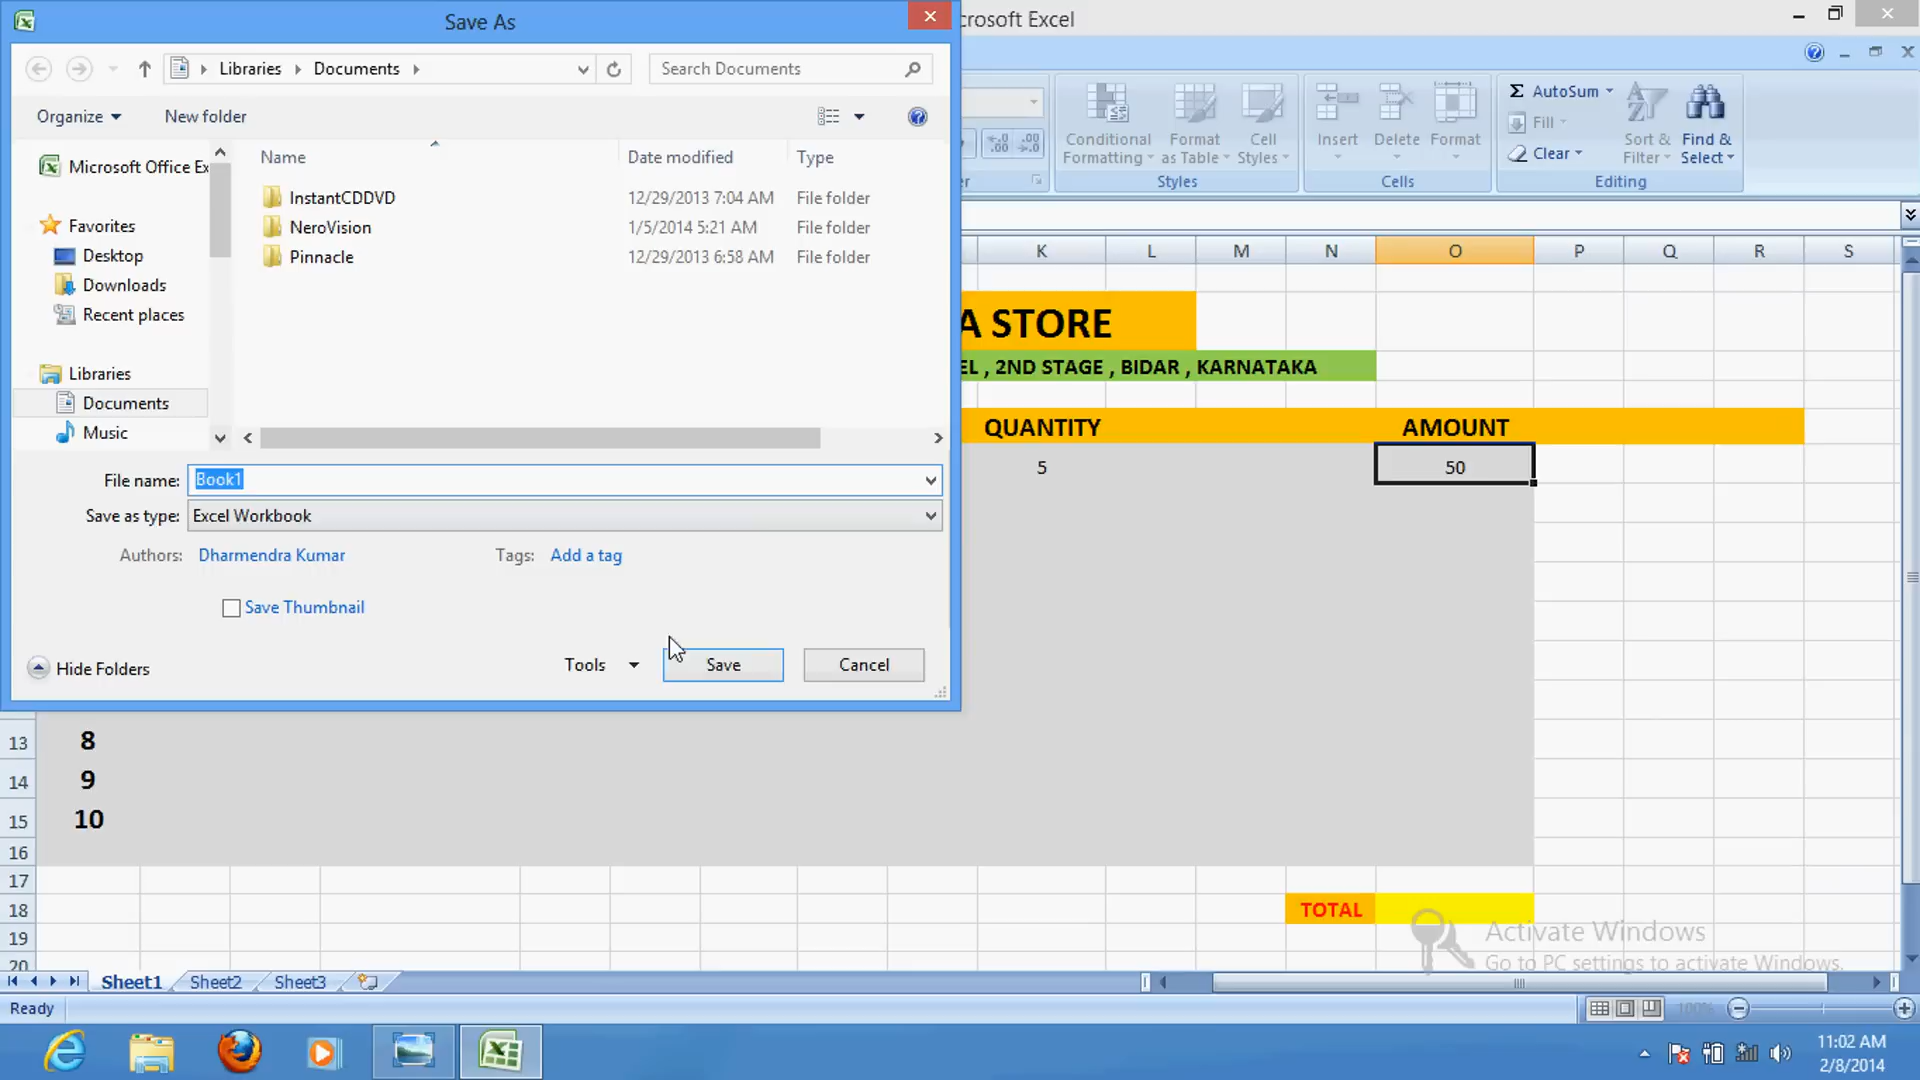 Save As
crosoft Excel
Libraries Documents
Search Documents
Organize
New folder
Name
Date modified
Type
Microsoft Office Ex
InstantCDDVD
12/29/2013 7:04 AM
File folder
NeroVision
1/5/2014 5:21 AM
File folder
Pinnacle
12/29/2013 6:58 AM
File folder
Favorites
Desktop
Downloads
Recent places
Libraries
Documents
Music
File name: Book1
Save as type: Excel Workbook
Authors: Dharmendra Kumar
Tags: Add a tag
Save Thumbnail
Hide Folders
Tools
Save
Cancel
Conditional Formatting
Format as Table
Cell Styles
Styles
Insert
Delete
Format
Cells
Σ AutoSum
Fill
Clear
Sort & Filter
Find & Select
Editing
K L M N O P Q R S
A STORE
EL , 2ND STAGE , BIDAR , KARNATAKA
QUANTITY AMOUNT
5 50
13 8
14 9
15 10
16
17
18 TOTAL
19
20
Activate Windows
Go to PC settings to activate Windows.
Sheet1 Sheet2 Sheet3
Ready
100%
11:02 AM
2/8/2014